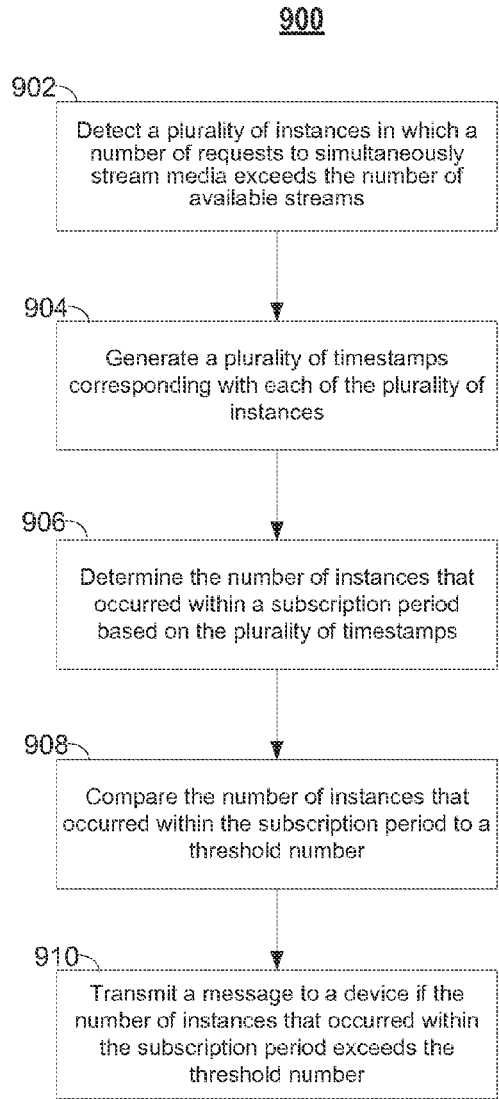 900
902
Detect a plurality of instances in which a
number of requests to simultaneously
stream media exceeds the number of
available streams
904
Generate a plurality of timestamps
corresponding with each of the plurality of
instances
906
Determine the number of instances that
occurred within a subscription period
based on the plurality of timestamps
908
Compare the number of instances that
occurred within the subscription period to a
threshold number
910
Transmit a message to a device if the
number of instances that occurred within
the subscription period exceeds the
threshold number